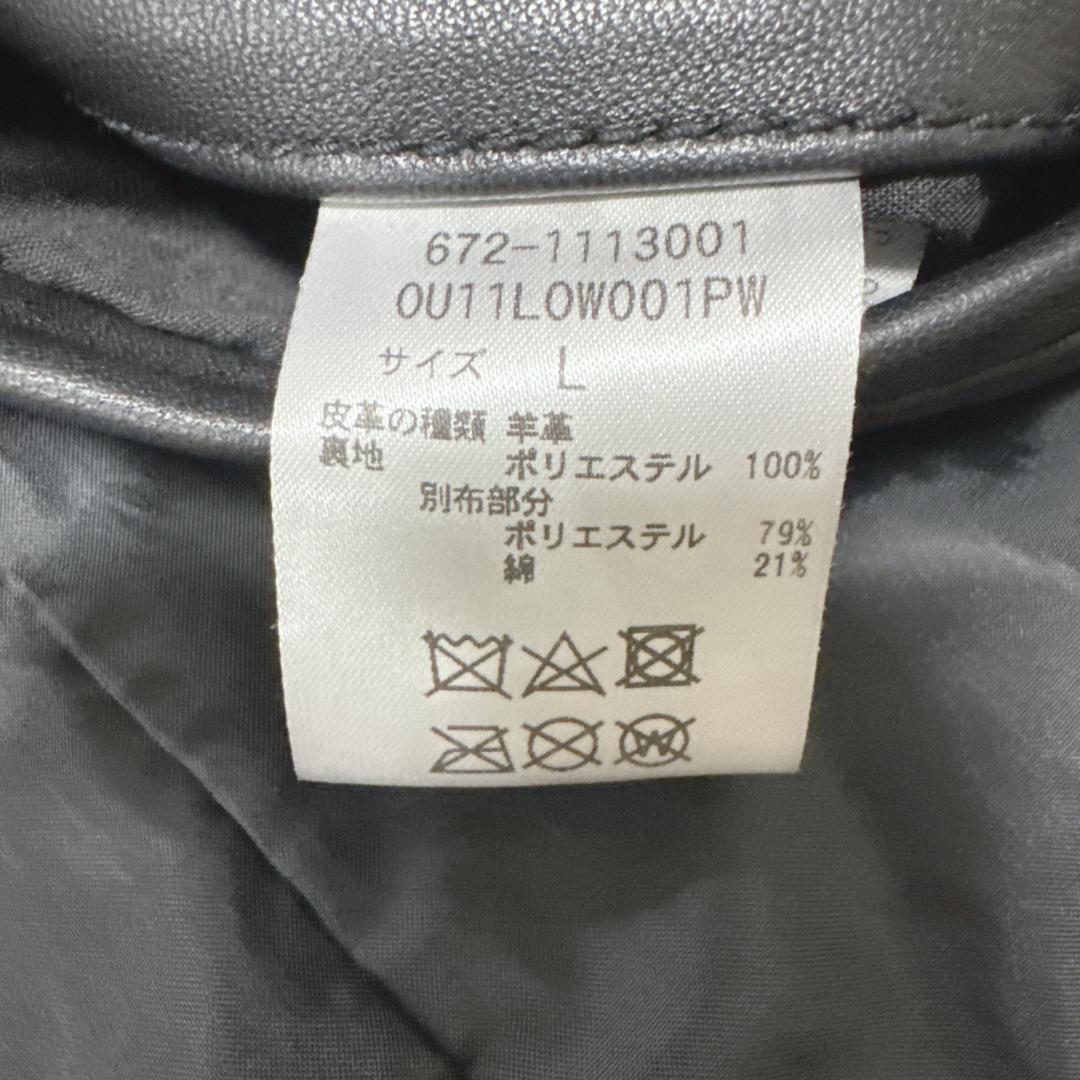 672-1113001
0U11L0W001PW
サイズ L
皮革の種類 羊革
裏地
ポリエステル 100%
別布部分
ポリエステル 79%
綿 21%
W